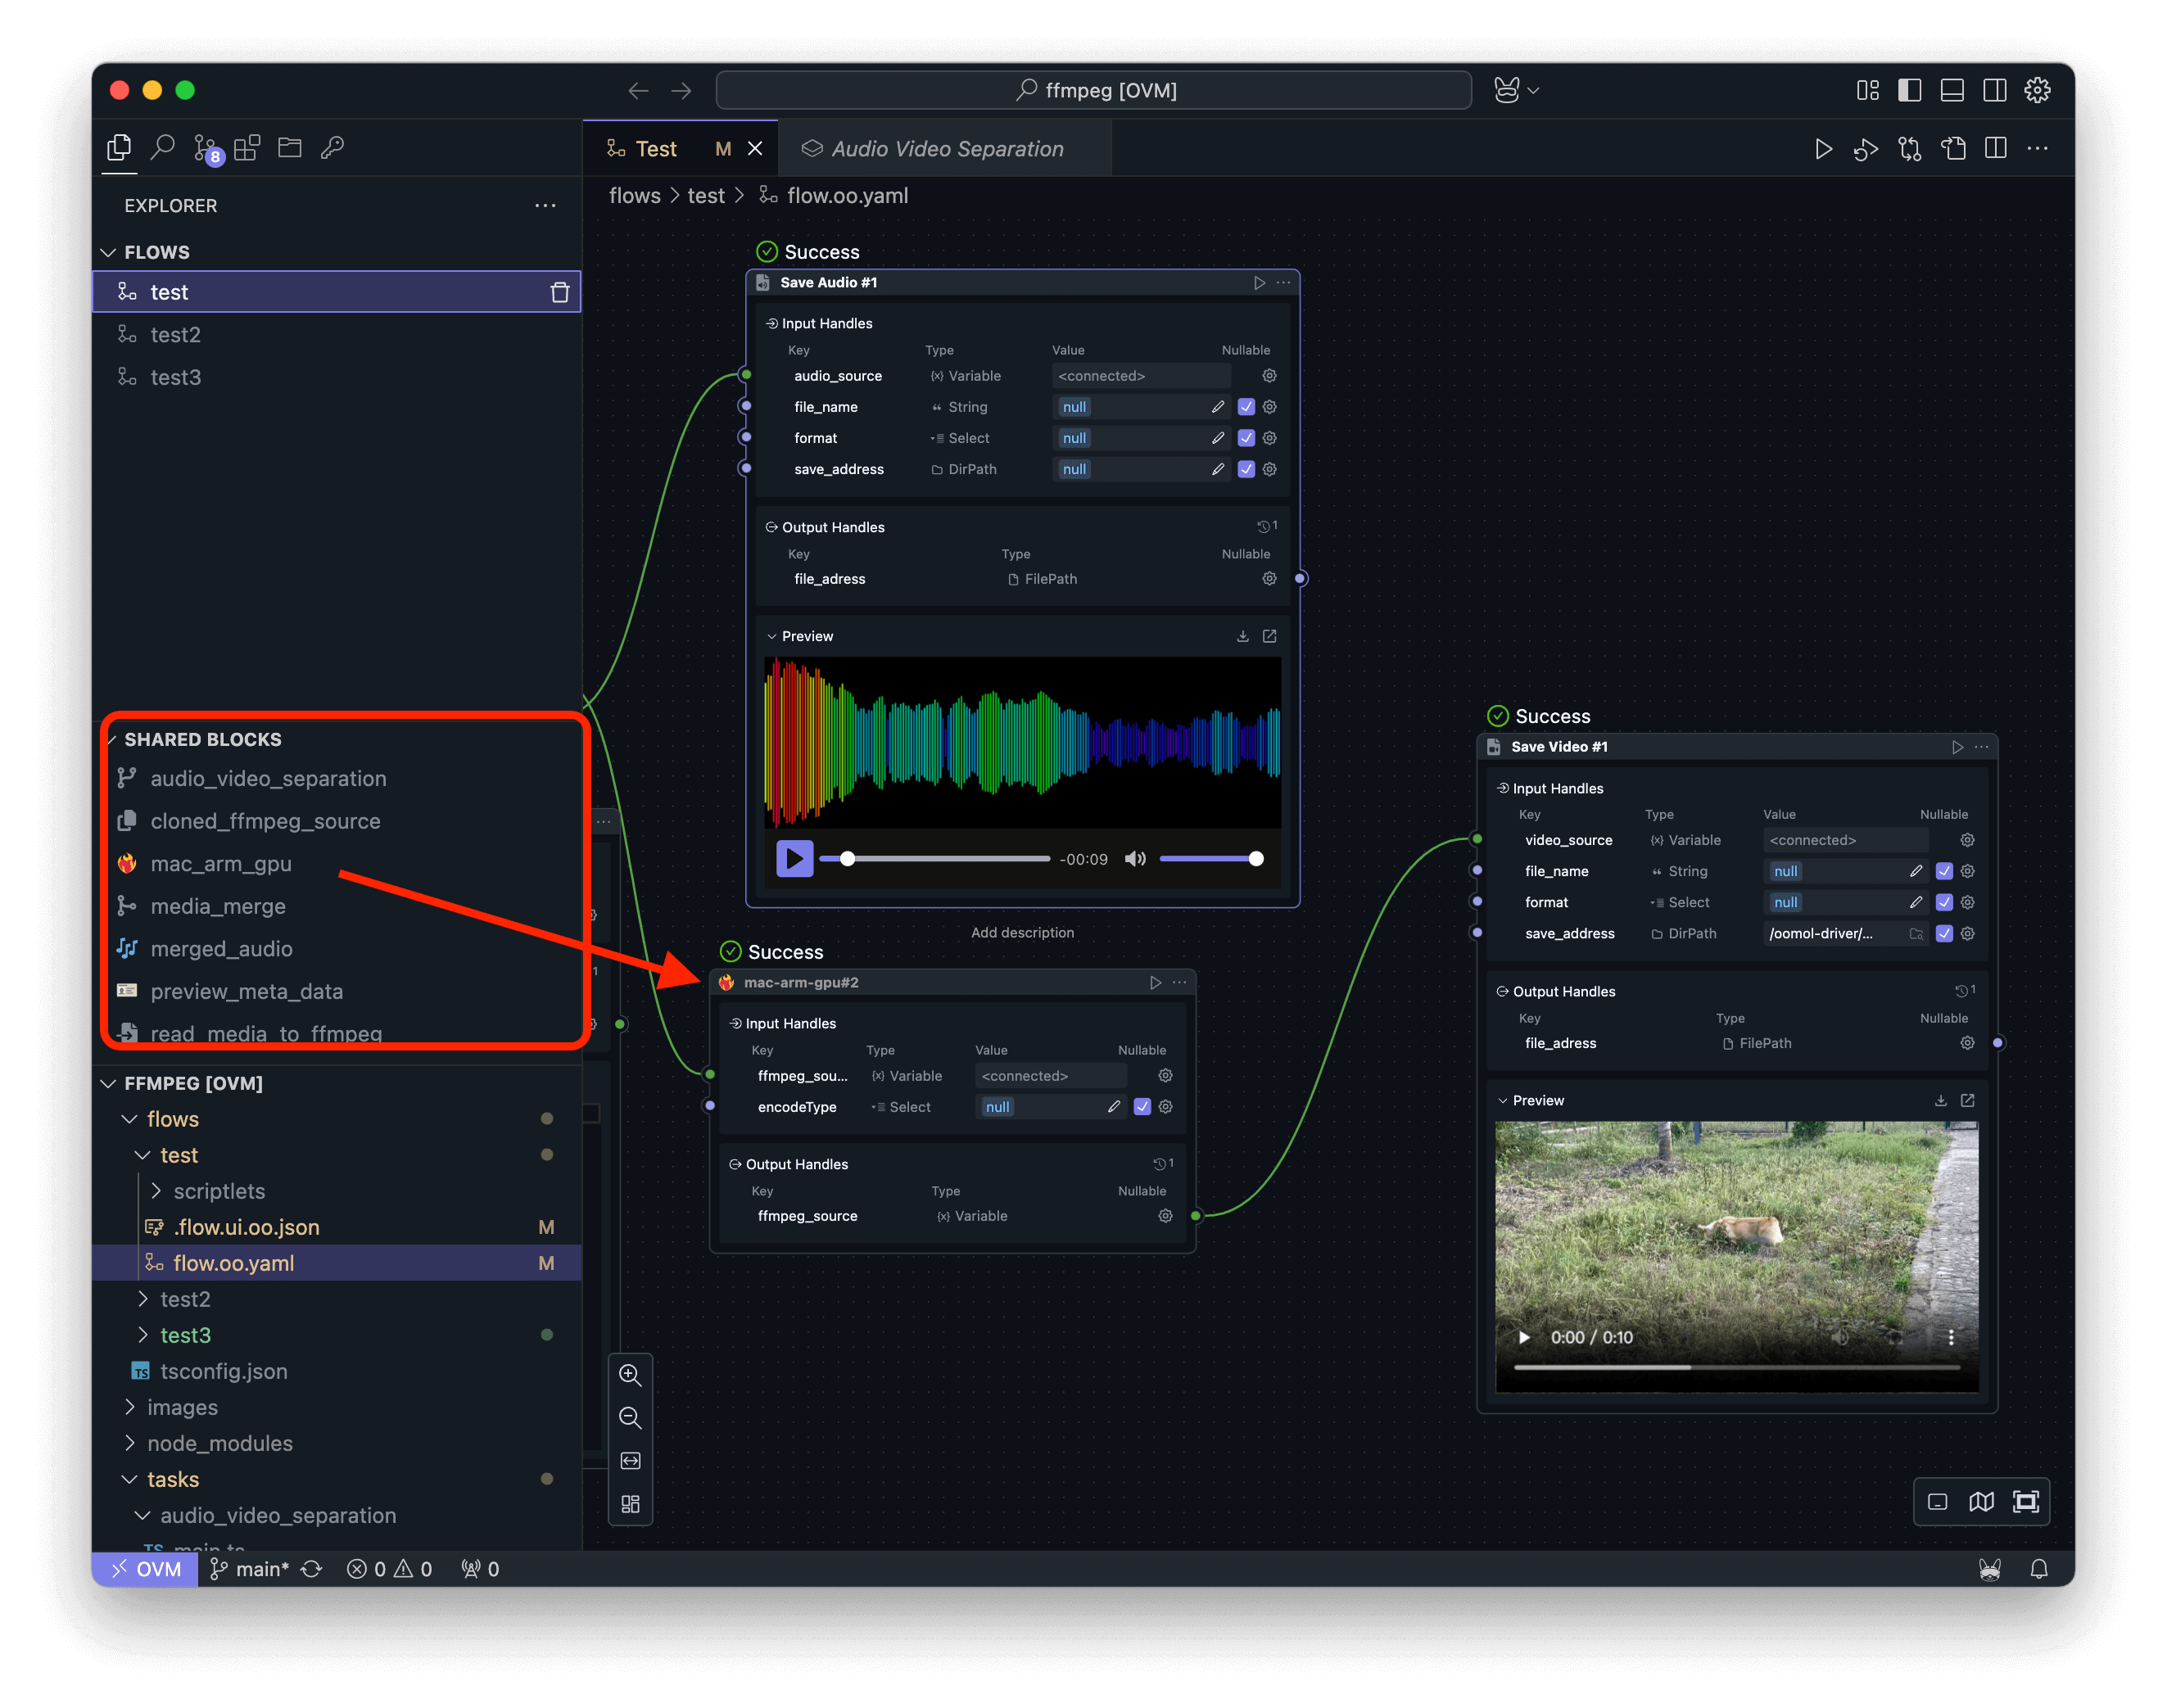 ffmpeg [OVM]
8
Test M
Audio Video Separation
EXPLORER
flows > test > flow.oo.yaml
FLOWS
test
test2
test3
SHARED BLOCKS
audio_video_separation
cloned_ffmpeg_source
mac_arm_gpu
media_merge
merged_audio
preview_meta_data
read_media_to_ffmpeg
FFMPEG [OVM]
flows
test
scriptlets
.flow.ui.oo.json M
flow.oo.yaml M
test2
test3
TS tsconfig.json
images
node_modules
tasks
audio_video_separation
TS main.ts
Success
Save Audio #1
Input Handles
Key Type Value Nullable
audio_source {x} Variable <connected>
file_name String null
format Select null
save_address DirPath null
Output Handles 1
Key Type Nullable
file_adress FilePath
Preview
-00:09
Add description
1
Success
mac-arm-gpu#2
Input Handles
Key Type Value Nullable
ffmpeg_sou... {x} Variable <connected>
encodeType Select null
Output Handles 1
Key Type Nullable
ffmpeg_source {x} Variable
Success
Save Video #1
Input Handles
Key Type Value Nullable
video_source {x} Variable <connected>
file_name String null
format Select null
save_address DirPath /oomol-driver/...
Output Handles 1
Key Type Nullable
file_adress FilePath
Preview
0:00 / 0:10
OVM main* 0 0 0